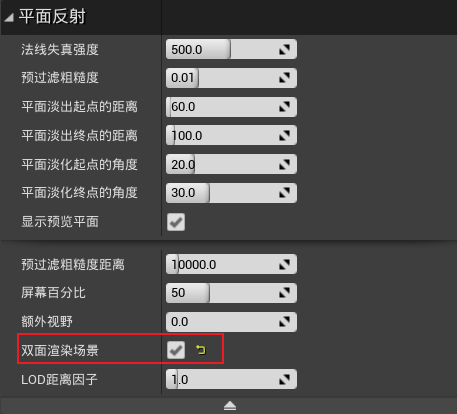 平面反射
法线失真强度 500.0
预过滤粗糙度 0.01
平面淡出起点的距离 60.0
平面淡出终点的距离 100.0
平面淡化起点的角度 20.0
平面淡化终点的角度 30.0
显示预览平面
预过滤粗糙度距离 10000.0
屏幕百分比 50
额外视野 0.0
双面渲染场景
LOD距离因子 1.0